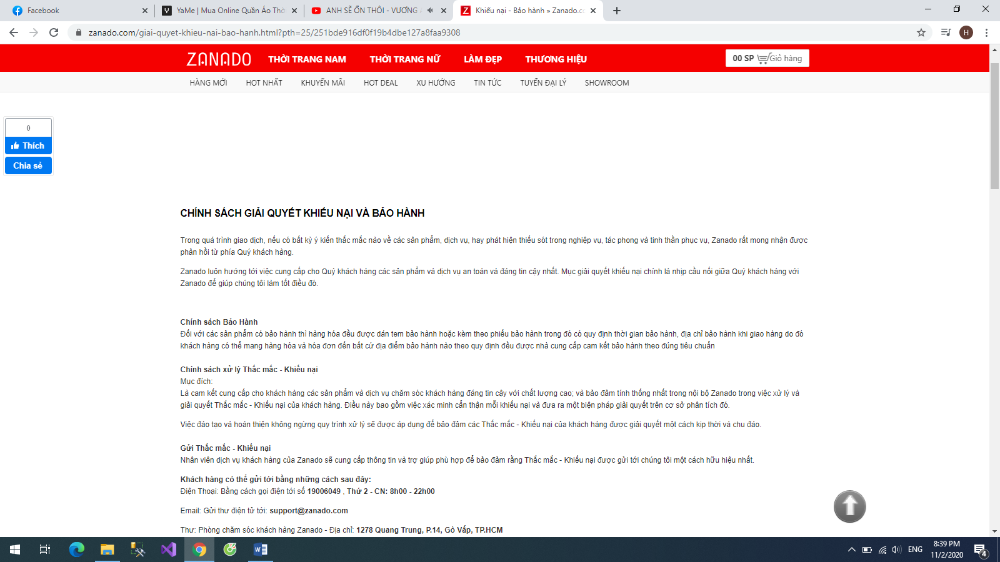 Facebook
YaMe | Mua Online Quần Áo Thờ
ANH SẼ ỔN THÔI - VƯƠNG A
Khiếu nại - Bảo hành » Zanado.c
zanado.com/giai-quyet-khieu-nai-bao-hanh.html?pth=25/251bde916df0f19b4dbe127a8faa9308
H
ZANADO
THỜI TRANG NAM
THỜI TRANG NỮ
LÀM ĐẸP
THƯƠNG HIỆU
00 SP Giỏ hàng
HÀNG MỚI
HOT NHẤT
KHUYẾN MÃI
HOT DEAL
XU HƯỚNG
TIN TỨC
TUYỂN ĐẠI LÝ
SHOWROOM
0
Thích
Chia sẻ
CHÍNH SÁCH GIẢI QUYẾT KHIẾU NẠI VÀ BẢO HÀNH
Trong quá trình giao dịch, nếu có bất kỳ ý kiến thắc mắc nào về các sản phẩm, dịch vụ, hay phát hiện thiếu sót trong nghiệp vụ, tác phong và tinh thần phục vụ, Zanado rất mong nhận được
phản hồi từ phía Quý khách hàng.
Zanado luôn hướng tới việc cung cấp cho Quý khách hàng các sản phẩm và dịch vụ an toàn và đáng tin cậy nhất. Mục giải quyết khiếu nại chính là nhịp cầu nối giữa Quý khách hàng với
Zanado để giúp chúng tôi làm tốt điều đó.
Chính sách Bảo Hành
Đối với các sản phẩm có bảo hành thì hàng hóa đều được dán tem bảo hành hoặc kèm theo phiếu bảo hành trong đó có quy định thời gian bảo hành, địa chỉ bảo hành khi giao hàng do đó
khách hàng có thể mang hàng hóa và hóa đơn đến bất cứ địa điểm bảo hành nào theo quy định đều được nhà cung cấp cam kết bảo hành theo đúng tiêu chuẩn
Chính sách xử lý Thắc mắc - Khiếu nại
Mục đích:
Là cam kết cung cấp cho khách hàng các sản phẩm và dịch vụ chăm sóc khách hàng đáng tin cậy với chất lượng cao; và bảo đảm tính thống nhất trong nội bộ Zanado trong việc xử lý và
giải quyết Thắc mắc - Khiếu nại của khách hàng. Điều này bao gồm việc xác minh cẩn thận mỗi khiếu nại và đưa ra một biện pháp giải quyết trên cơ sở phân tích đó.
Việc đào tạo và hoàn thiện không ngừng quy trình xử lý sẽ được áp dụng để bảo đảm các Thắc mắc - Khiếu nại của khách hàng được giải quyết một cách kịp thời và chu đáo.
Gửi Thắc mắc - Khiếu nại
Nhân viên dịch vụ khách hàng của Zanado sẽ cung cấp thông tin và trợ giúp phù hợp để bảo đảm rằng Thắc mắc - Khiếu nại được gửi tới chúng tôi một cách hữu hiệu nhất.
Khách hàng có thể gửi tới bằng những cách sau đây:
Điện Thoại: Bằng cách gọi điện tới số 19006049 , Thứ 2 - CN: 8h00 - 22h00
Email: Gửi thư điện tử tới: support@zanado.com
Thư: Phòng chăm sóc khách hàng Zanado - Địa chỉ: 1278 Quang Trung, P.14, Gò Vấp, TP.HCM
ENG
8:39 PM
11/2/2020
4